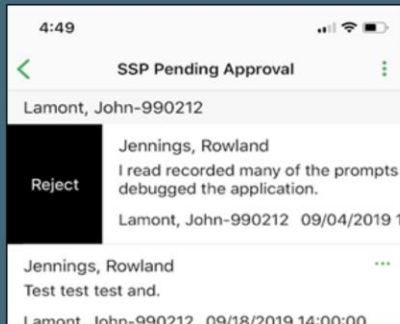 4:49
SSP Pending Approval
Lamont, John-990212
Jennings, Rowland
I read recorded many of the prompts
debugged the application.
Reject
Lamont, John-990212 09/04/2019 1
Jennings, Rowland
Test test test and.
Lamont, John-990212 09/18/2019 14:00:00